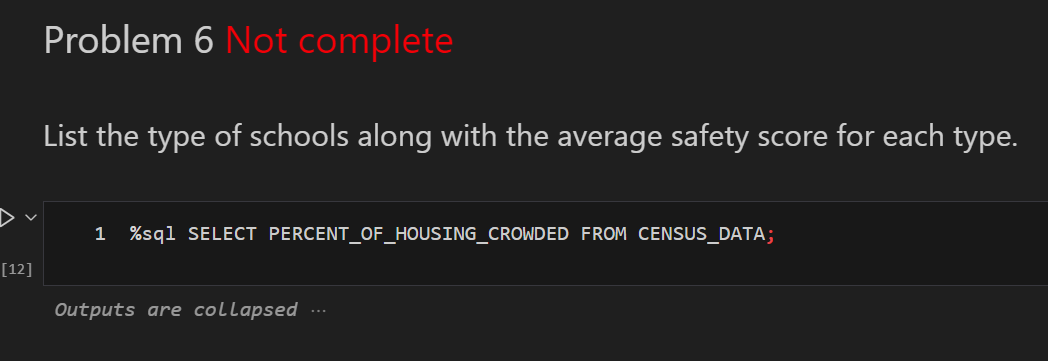 Problem 6 Not complete
List the type of schools along with the average safety score for each type.
1 %sql SELECT PERCENT_OF_HOUSING_CROWDED FROM CENSUS_DATA;
[12]
Outputs are collapsed ...